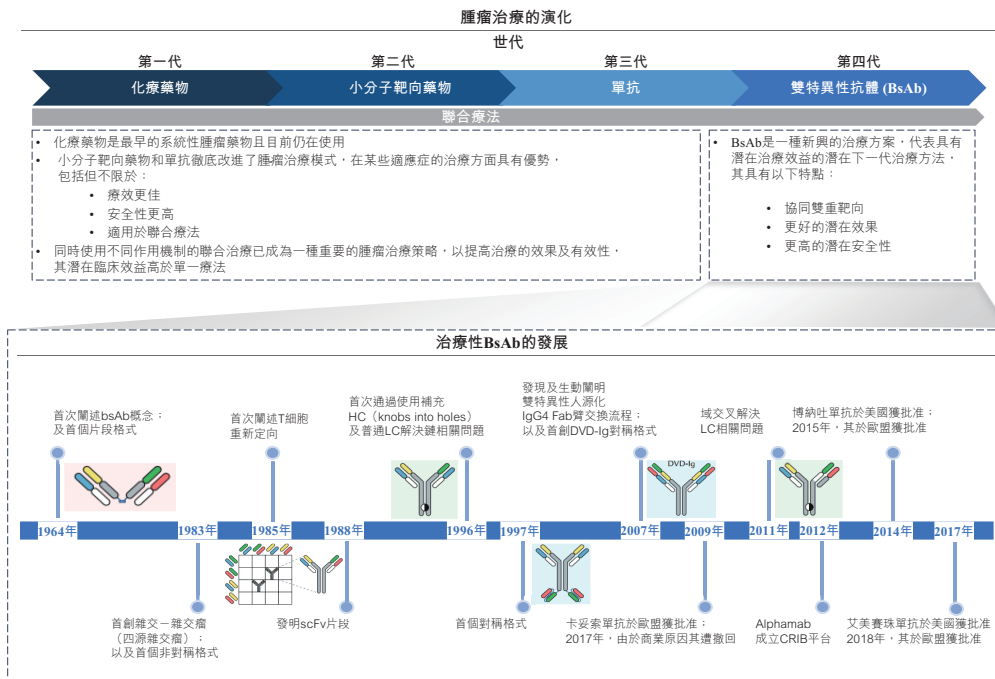 腫瘤治療的演化
世代
第一代
第二代
第三代
第四代
化療藥物
小分子靶向藥物
單抗
雙特異性抗體 (BsAb)
聯合療法
• 化療藥物是最早的系統性腫瘤藥物且目前仍在使用
• 小分子靶向藥物和單抗徹底改進了腫瘤治療模式，在某些適應症的治療方面具有優勢，
包括但不限於：
• 療效更佳
• 安全性更高
• 適用於聯合療法
• 同時使用不同作用機制的聯合治療已成為一種重要的腫瘤治療策略，以提高治療的效果及有效性，
其潛在臨床效益高於單一療法
• BsAb是一種新興的治療方案，代表具有
潛在治療效益的潛在下一代治療方法，
其具有以下特點：
• 協同雙重靶向
• 更好的潛在效果
• 更高的潛在安全性
治療性BsAb的發展
首次闡述bsAb概念；
及首個片段格式
首次闡述T細胞
重新定向
首次通過使用補充
HC（knobs into holes）
及普通LC解決鏈相關問題
發現及生動闡明
雙特異性人源化
IgG4 Fab臂交換流程；
以及首創DVD-Ig對稱格式
域交叉解決
LC相關問題
博納吐單抗於美國獲批准；
2015年，其於歐盟獲批准
DVD-Ig
1964年
1983年
1985年
1988年
1996年
1997年
2007年
2009年
2011年
2012年
2014年
2017年
首創雜交－雜交瘤
（四源雜交瘤）；
以及首個非對稱格式
發明scFv片段
首個對稱格式
卡妥索單抗於歐盟獲批准；
2017年，由於商業原因其遭撤回
Alphamab
成立CRIB平台
艾美賽珠單抗於美國獲批准
2018年，其於歐盟獲批准